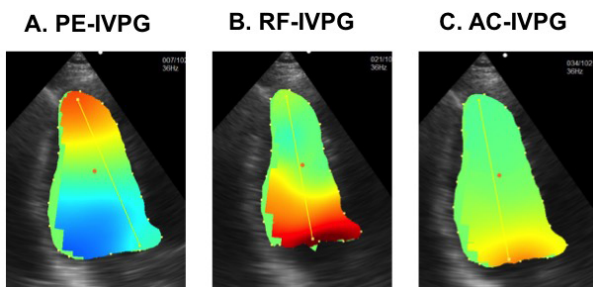 A. PE-IVPG
B. RF-IVPG
C. AC-IVPG
007/102
36Hz
021/10
36Hz
034/102
36Hz